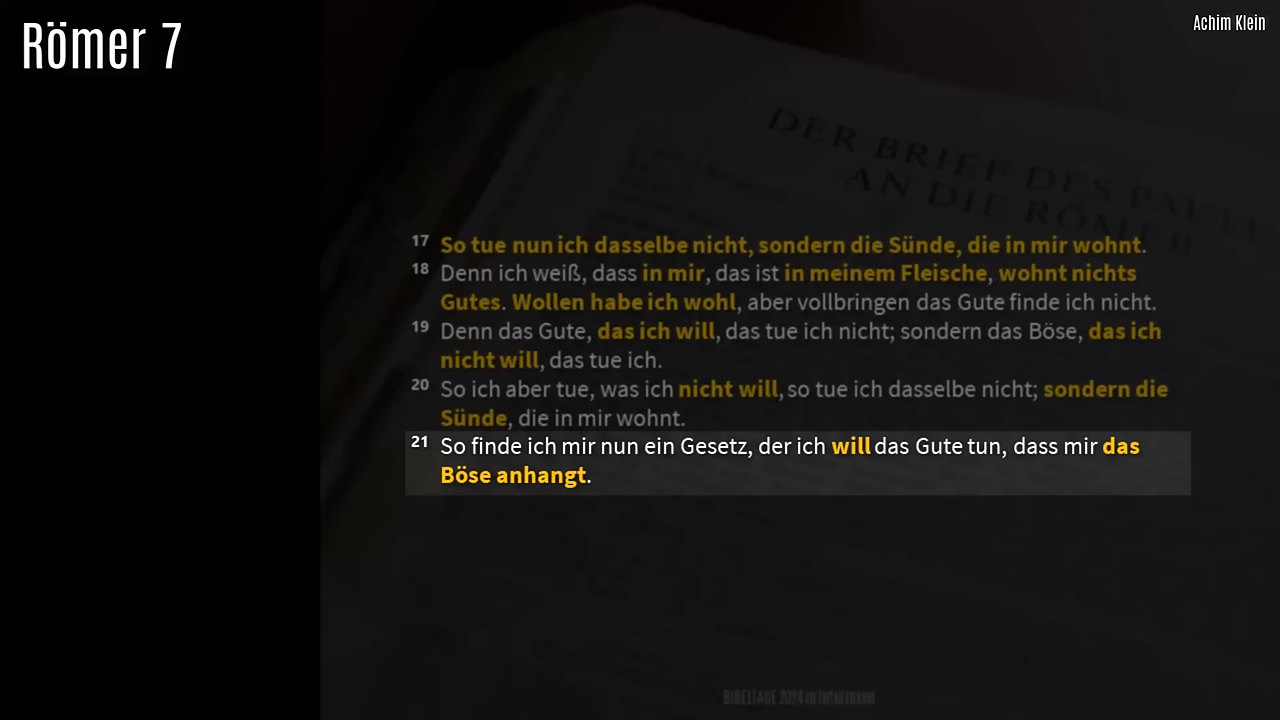 Römer 7
Achim Klein
DER BRIEF DES PAULUS
AN DIE RÖMER
17 So tue nun ich dasselbe nicht, sondern die Sünde, die in mir wohnt.
18 Denn ich weiß, dass in mir, das ist in meinem Fleische, wohnt nichts
Gutes. Wollen habe ich wohl, aber vollbringen das Gute finde ich nicht.
19 Denn das Gute, das ich will, das tue ich nicht; sondern das Böse, das ich
nicht will, das tue ich.
20 So ich aber tue, was ich nicht will, so tue ich dasselbe nicht; sondern die
Sünde, die in mir wohnt.
21 So finde ich mir nun ein Gesetz, der ich will das Gute tun, dass mir das
Böse anhangt.
BIBELTAGE 2024 in